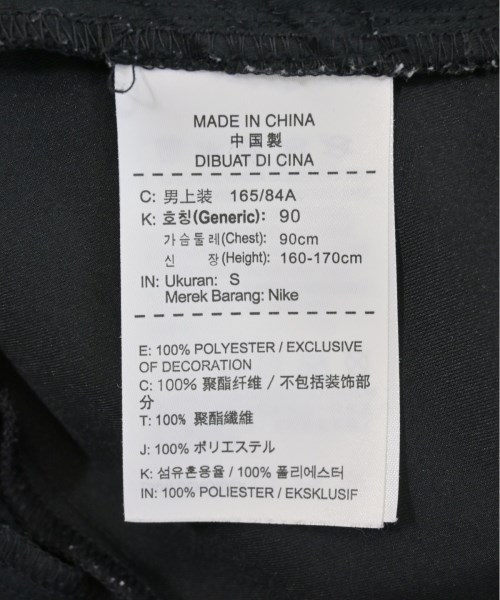 MADE IN CHINA
中国製
DIBUAT DI CINA
C: 男上装 165/84A
K: 호칭(Generic): 90
가슴둘레(Chest): 90cm
신 장(Height): 160-170cm
IN: Ukuran: S
Merek Barang: Nike
E: 100% POLYESTER / EXCLUSIVE
OF DECORATION
C: 100% 聚酯纤维 / 不包括装饰部
分
T: 100% 聚酯纖維
J: 100% ポリエステル
K: 섬유혼용율 / 100% 폴리에스터
IN: 100% POLIESTER / EKSKLUSIF